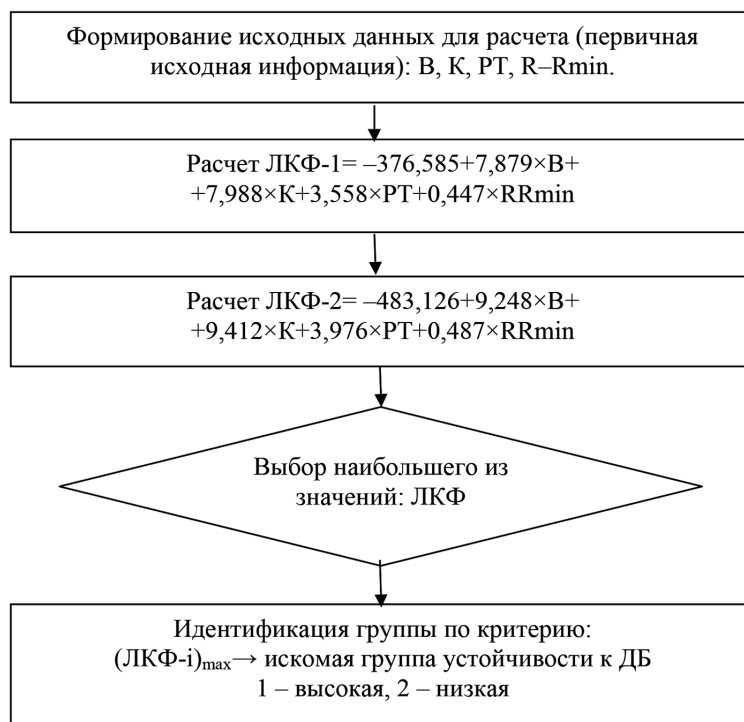 Формирование исходных данных для расчета (первичная
исходная информация): В, К, РТ, R–Rmin.
Расчет ЛКФ-1= –376,585+7,879×В+
+7,988×К+3,558×РТ+0,447×RRmin
Расчет ЛКФ-2= –483,126+9,248×В+
+9,412×К+3,976×РТ+0,487×RRmin
Выбор наибольшего из
значений: ЛКФ
Идентификация группы по критерию:
(ЛКФ-i)max→ искомая группа устойчивости к ДБ
1 – высокая, 2 – низкая